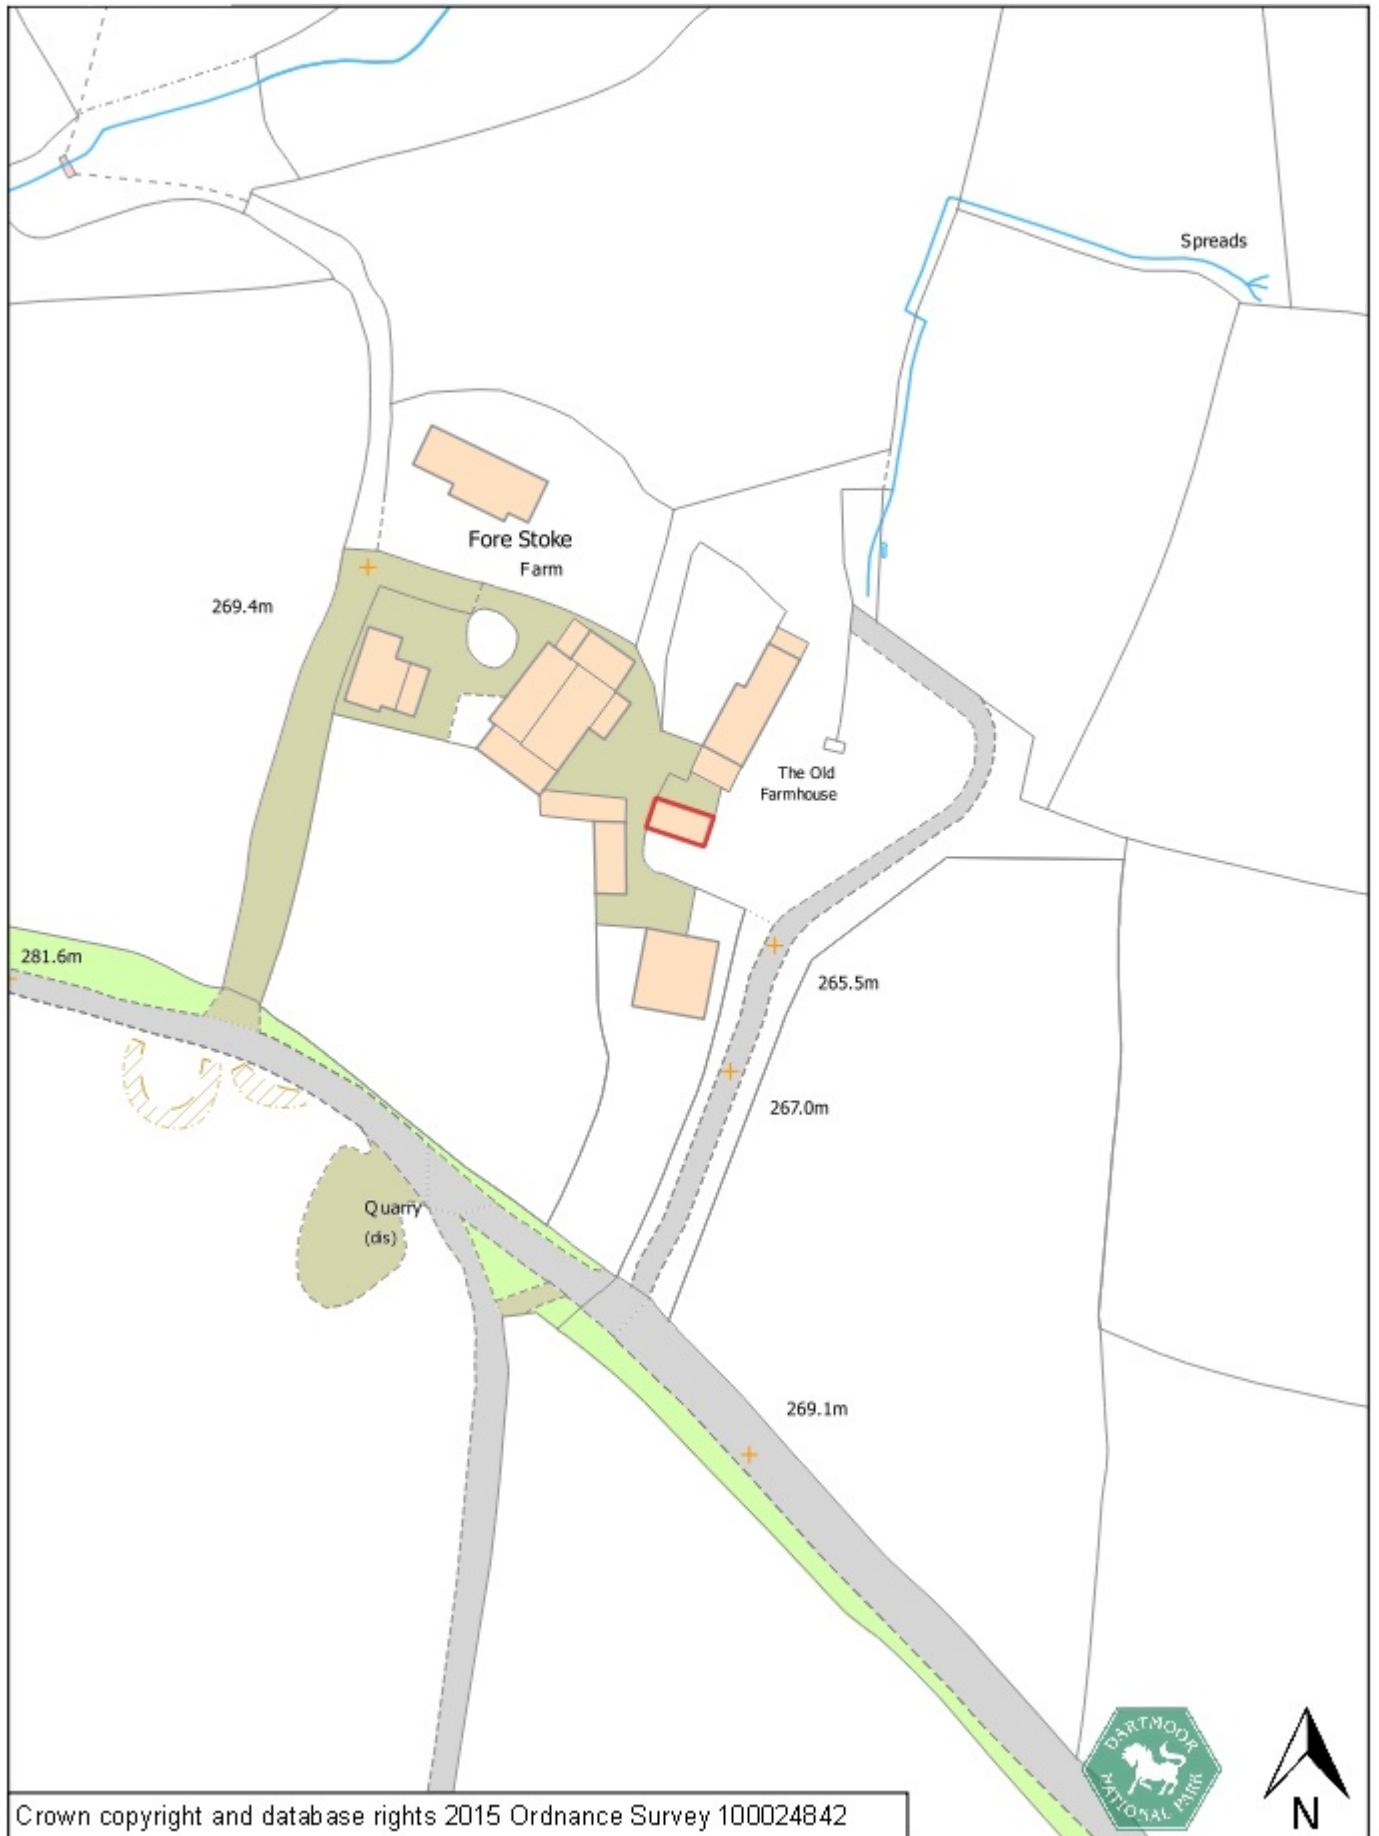 Spreads
Fore Stoke
Farm
269.4m
The Old
Farmhouse
281.6m
265.5m
267.0m
Quarry
(dis)
269.1m
DARTMOOR
NATIONAL PARK
N
Crown copyright and database rights 2015 Ordnance Survey 100024842